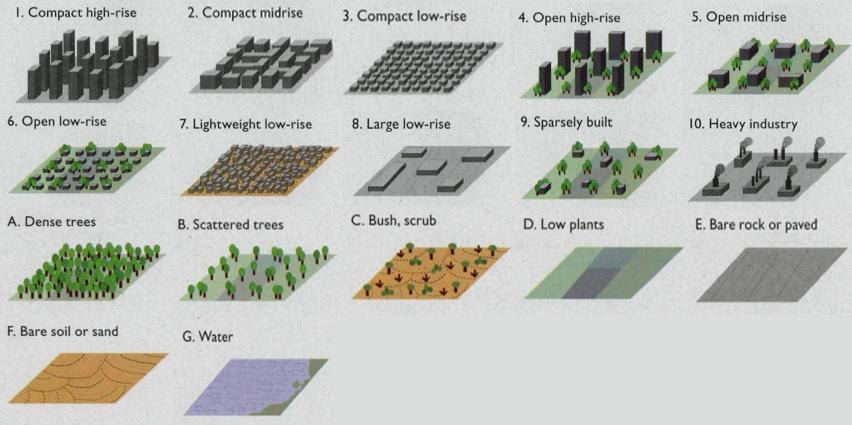 1. Compact high-rise
2. Compact midrise
3. Compact low-rise
4. Open high-rise
5. Open midrise
6. Open low-rise
7. Lightweight low-rise
8. Large low-rise
9. Sparsely built
10. Heavy industry
A. Dense trees
B. Scattered trees
C. Bush, scrub
D. Low plants
E. Bare rock or paved
F. Bare soil or sand
G. Water